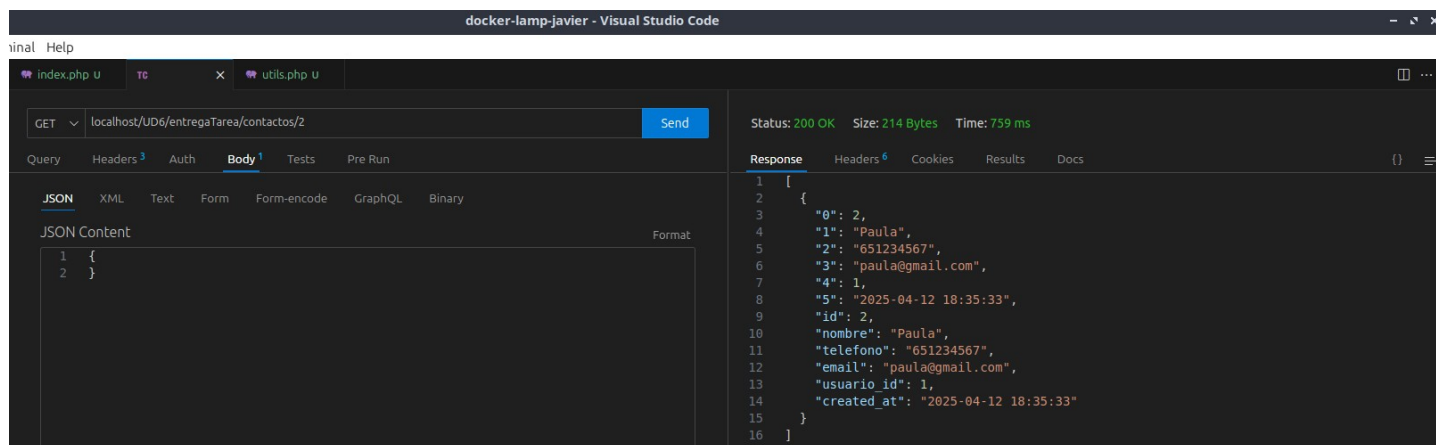 docker-lamp-javier - Visual Studio Code
Help
index.php U TC utils.php U
GET localhost/UD6/entregaTarea/contactos/2 Send
Query Headers 3 Auth Body 1 Tests Pre Run
JSON XML Text Form Form-encode GraphQL Binary
JSON Content Format
1 {
2 }
Status: 200 OK Size: 214 Bytes Time: 759 ms
Response Headers 6 Cookies Results Docs {}
1 [
2 {
3 "0": 2,
4 "1": "Paula",
5 "2": "651234567",
6 "3": "paula@gmail.com",
7 "4": 1,
8 "5": "2025-04-12 18:35:33",
9 "id": 2,
10 "nombre": "Paula",
11 "telefono": "651234567",
12 "email": "paula@gmail.com",
13 "usuario_id": 1,
14 "created_at": "2025-04-12 18:35:33"
15 }
16 ]